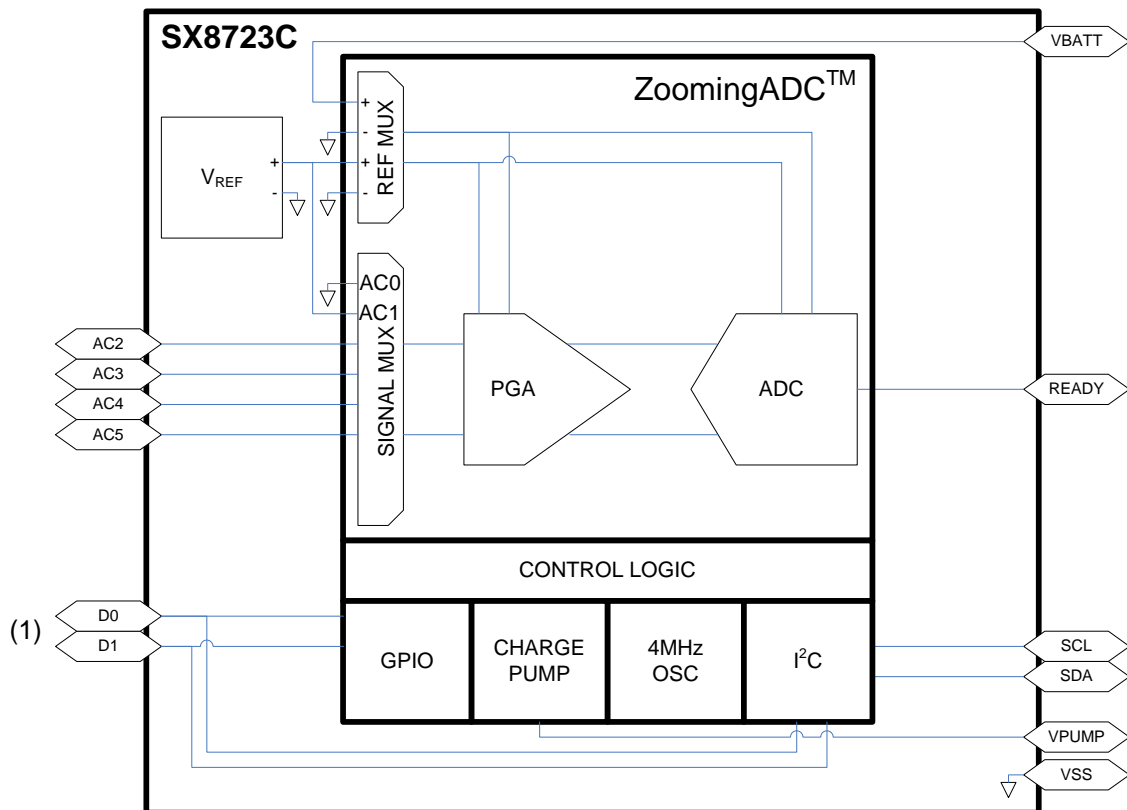 SX8723C
VBATT
ZoomingADC™
+
-
+
-
REF MUX
VREF
+
-
AC0
AC1
SIGNAL MUX
AC2
AC3
AC4
AC5
PGA
ADC
READY
CONTROL LOGIC
(1)
D0
D1
GPIO
CHARGE
PUMP
4MHz
OSC
I²C
SCL
SDA
VPUMP
VSS